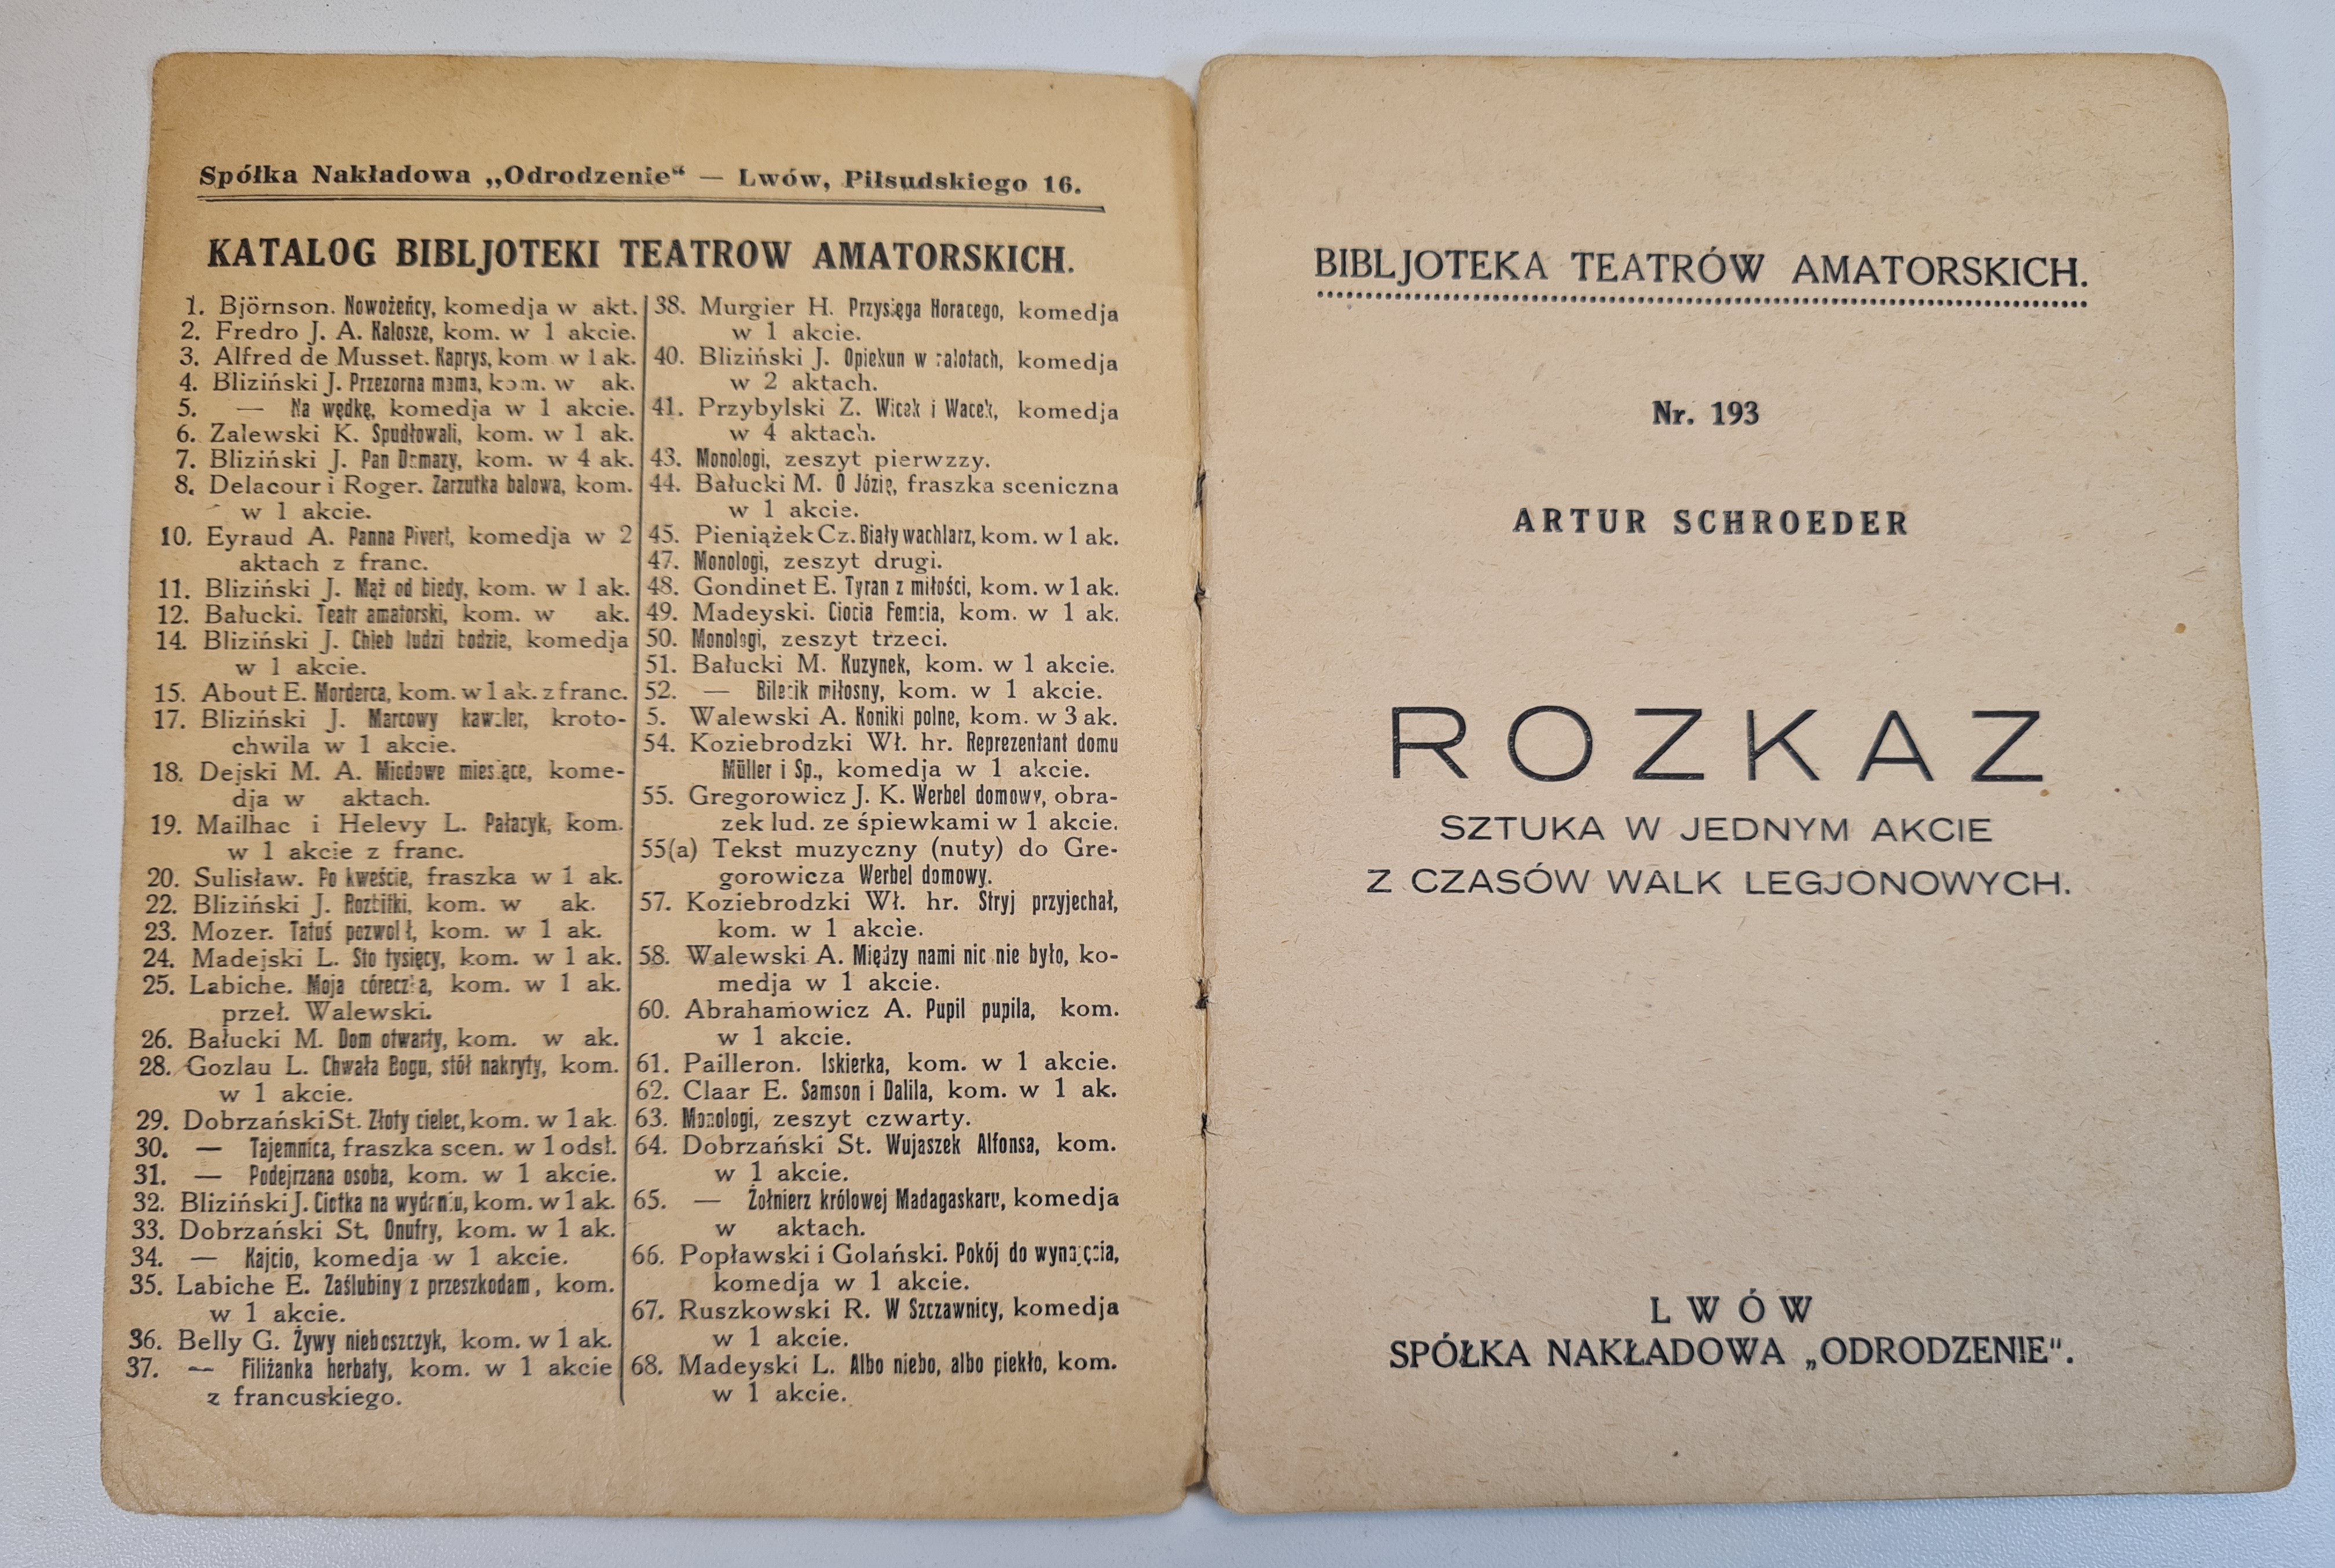 Spółka Nakładowa „Odrodzenie“ — Lwów, Piłsudskiego 16.
KATALOG BIBLJOTEKI TEATROW AMATORSKICH.
1. Björnson. Nowożeńcy, komedja w akt.
2. Fredro J. A. Kalosze, kom. w 1 akcie.
3. Alfred de Musset. Kaprys, kom w 1 ak.
4. Bliziński J. Przezorna mama, kom. w ak.
5. — Na wędkę, komedja w 1 akcie.
6. Zalewski K. Spudłowali, kom. w 1 ak.
7. Bliziński J. Pan Damazy, kom. w 4 ak.
8. Delacour i Roger. Zarzutka balowa, kom.
w 1 akcie.
10. Eyraud A. Panna Pivert, komedja w 2
aktach z franc.
11. Bliziński J. Mąż od biedy, kom. w 1 ak.
12. Bałucki. Teatr amatorski, kom. w ak.
14. Bliziński J. Chleb ludzi bodzie, komedja
w 1 akcie.
15. About E. Morderca, kom. w 1 ak. z franc.
17. Bliziński J. Marcowy kawaler, kroto-
chwila w 1 akcie.
18. Dejski M. A. Miodowe miesiące, kome-
dja w aktach.
19. Mailhac i Helevy L. Pałacyk, kom.
w 1 akcie z franc.
20. Sulisław. Po kweście, fraszka w 1 ak.
22. Bliziński J. Rozbitki, kom. w ak.
23. Mozer. Tatuś pozwolił, kom. w 1 ak.
24. Madejski L. Sto tysięcy, kom. w 1 ak.
25. Labiche. Moja córeczka, kom. w 1 ak.
przeł. Walewski.
26. Bałucki M. Dom otwarty, kom. w ak.
28. Gozlau L. Chwała Bogu, stół nakryty, kom.
w 1 akcie.
29. Dobrzański St. Złoty cielec, kom. w 1 ak.
30. — Tajemnica, fraszka scen. w 1 odsł.
31. — Podejrzana osoba, kom. w 1 akcie.
32. Bliziński J. Ciotka na wydaniu, kom. w 1 ak.
33. Dobrzański St. Onufry, kom. w 1 ak.
34. — Kajcio, komedja w 1 akcie.
35. Labiche E. Zaślubiny z przeszkodam, kom.
w 1 akcie.
36. Belly G. Żywy nieboszczyk, kom. w 1 ak.
37. — Filiżanka herbaty, kom. w 1 akcie
z francuskiego.
38. Murgier H. Przysięga Horacego, komedja
w 1 akcie.
40. Bliziński J. Opiekun w zalotach, komedja
w 2 aktach.
41. Przybylski Z. Wicek i Wacek, komedja
w 4 aktach.
43. Monologi, zeszyt pierwzzy.
44. Bałucki M. O Józię, fraszka sceniczna
w 1 akcie.
45. Pieniążek Cz. Biały wachlarz, kom. w 1 ak.
47. Monologi, zeszyt drugi.
48. Gondinet E. Tyran z miłości, kom. w 1 ak.
49. Madeyski. Ciocia Femcia, kom. w 1 ak.
50. Monologi, zeszyt trzeci.
51. Bałucki M. Kuzynek, kom. w 1 akcie.
52. — Bilecik miłosny, kom. w 1 akcie.
5. Walewski A. Koniki polne, kom. w 3 ak.
54. Koziebrodzki Wł. hr. Reprezentant domu
Müller i Sp., komedja w 1 akcie.
55. Gregorowicz J. K. Werbel domowy, obra-
zek lud. ze śpiewkami w 1 akcie.
55(a) Tekst muzyczny (nuty) do Gre-
gorowicza Werbel domowy.
57. Koziebrodzki Wł. hr. Stryj przyjechał,
kom. w 1 akcie.
58. Walewski A. Między nami nic nie było, ko-
medja w 1 akcie.
60. Abrahamowicz A. Pupil pupila, kom.
w 1 akcie.
61. Pailleron. Iskierka, kom. w 1 akcie.
62. Claar E. Samson i Dalila, kom. w 1 ak.
63. Monologi, zeszyt czwarty.
64. Dobrzański St. Wujaszek Alfonsa, kom.
w 1 akcie.
65. — Żołnierz królowej Madagaskaru, komedja
w aktach.
66. Popławski i Golański. Pokój do wynajęcia,
komedja w 1 akcie.
67. Ruszkowski R. W Szczawnicy, komedja
w 1 akcie.
68. Madeyski L. Albo niebo, albo piekło, kom.
w 1 akcie.
BIBLJOTEKA TEATRÓW AMATORSKICH.
Nr. 193
ARTUR SCHROEDER
ROZKAZ
SZTUKA W JEDNYM AKCIE
Z CZASÓW WALK LEGJONOWYCH.
LWÓW
SPÓŁKA NAKŁADOWA „ODRODZENIE“.